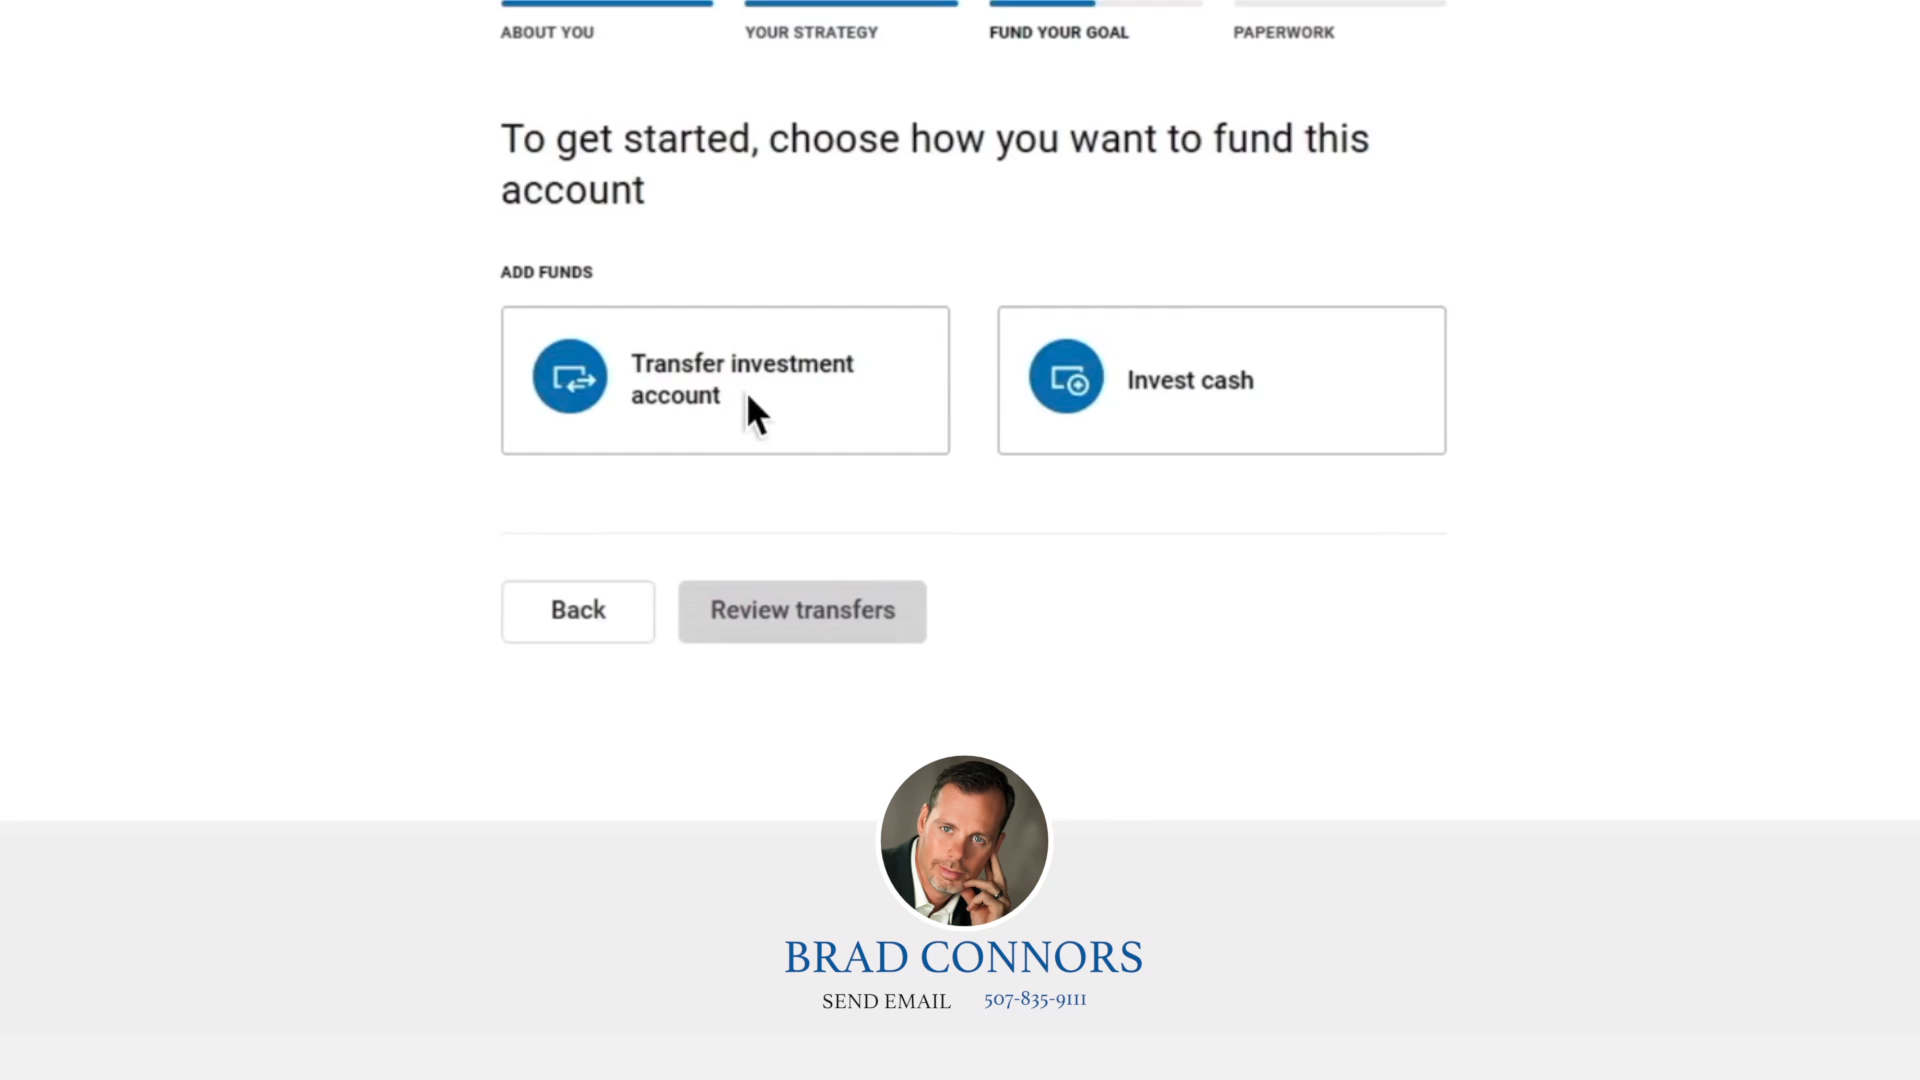 ABOUT YOU
YOUR STRATEGY
FUND YOUR GOAL
PAPERWORK
To get started, choose how you want to fund this
account
ADD FUNDS
Transfer investment
account
Invest cash
Back
Review transfers
BRAD CONNORS
SEND EMAIL
507-835-9111